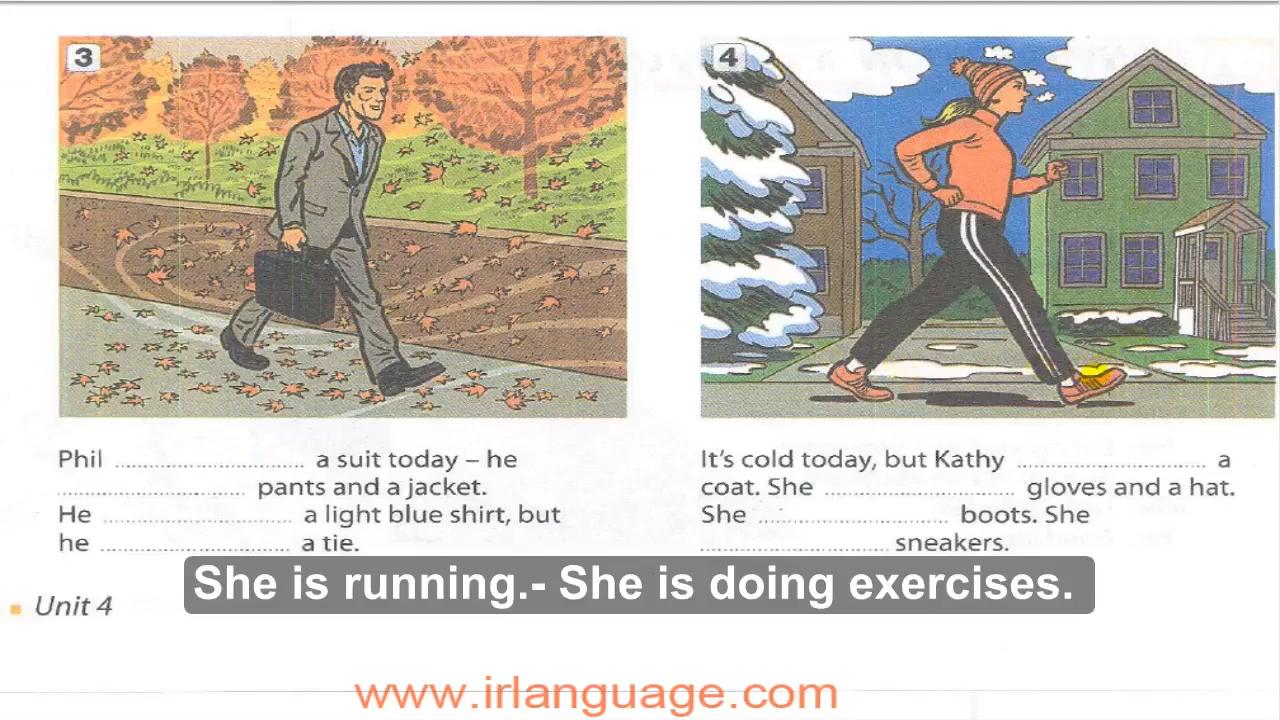 3
4
Phil ........................ a suit today – he
........................ pants and a jacket.
He ........................ a light blue shirt, but
he ........................ a tie.
It's cold today, but Kathy ........................ a
coat. She ........................ gloves and a hat.
She ........................ boots. She
........................ sneakers.
She is running.- She is doing exercises.
Unit 4
www.irlanguage.com